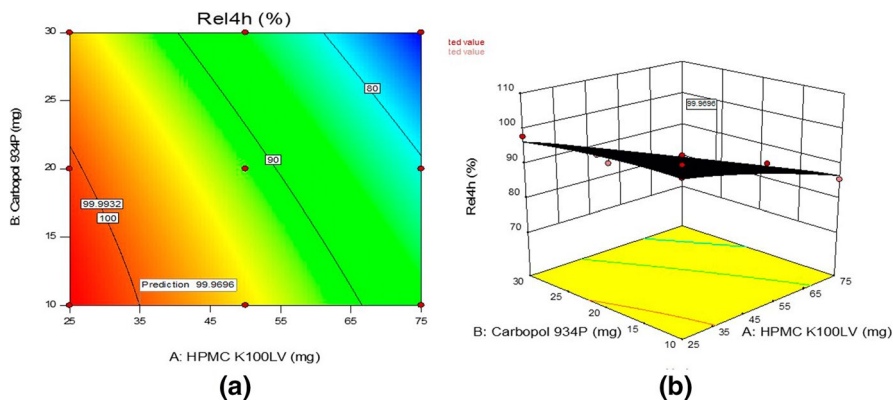 Rel4h (%)
B: Carbopol 934P (mg)
30
25
20
15
10
80
90
99.9932
100
Prediction 99.9696
25
35
45
55
65
75
A: HPMC K100LV (mg)
(a)
ted value
ted value
Rel4h (%)
110
100
90
80
70
99.9696
30
25
20
15
10
B: Carbopol 934P (mg)
75
65
55
45
35
25
A: HPMC K100LV (mg)
(b)